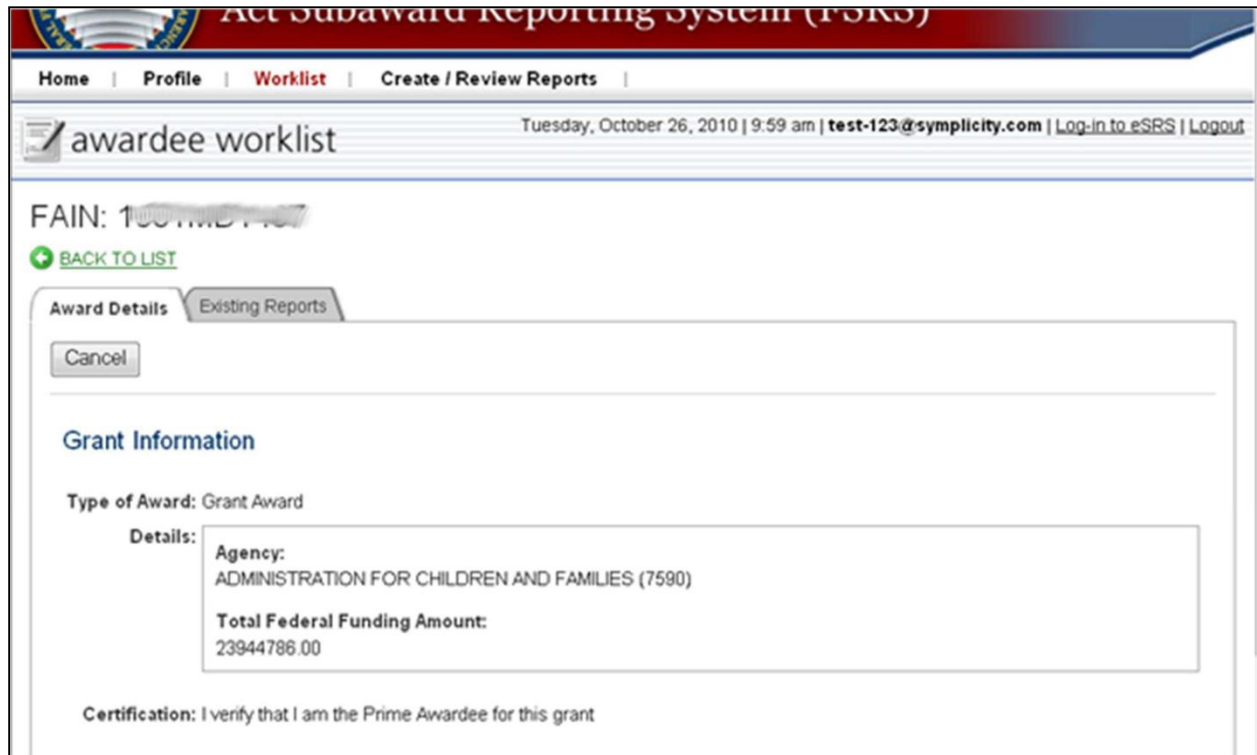 Act Subaward Reporting System (FSRS)
Home | Profile | Worklist | Create / Review Reports |
awardee worklist
Tuesday, October 26, 2010 | 9:59 am | test-123@symplicity.com | Log-in to eSRS | Logout
FAIN:
BACK TO LIST
Award Details
Existing Reports
Cancel
Grant Information
Type of Award: Grant Award
Details:
Agency:
ADMINISTRATION FOR CHILDREN AND FAMILIES (7590)
Total Federal Funding Amount:
23944786.00
Certification: I verify that I am the Prime Awardee for this grant